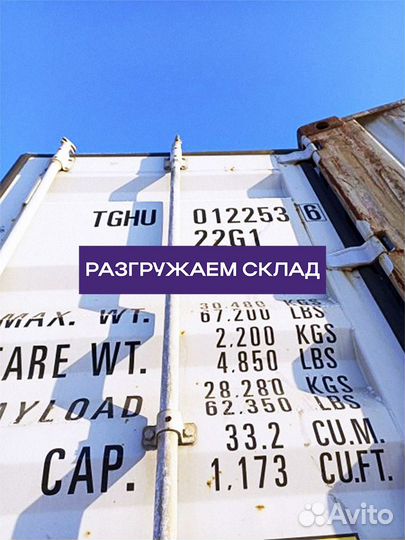 TGHU 012253 6
22G1
РАЗГРУЖАЕМ СКЛАД
30.480 KGS
MAX. WT. 67.200 LBS
2.200 KGS
TARE WT. 4.850 LBS
28.280 KGS
PAYLOAD 62.350 LBS
33.2 CU.M.
CAP. 1,173 CU.FT.
Avito